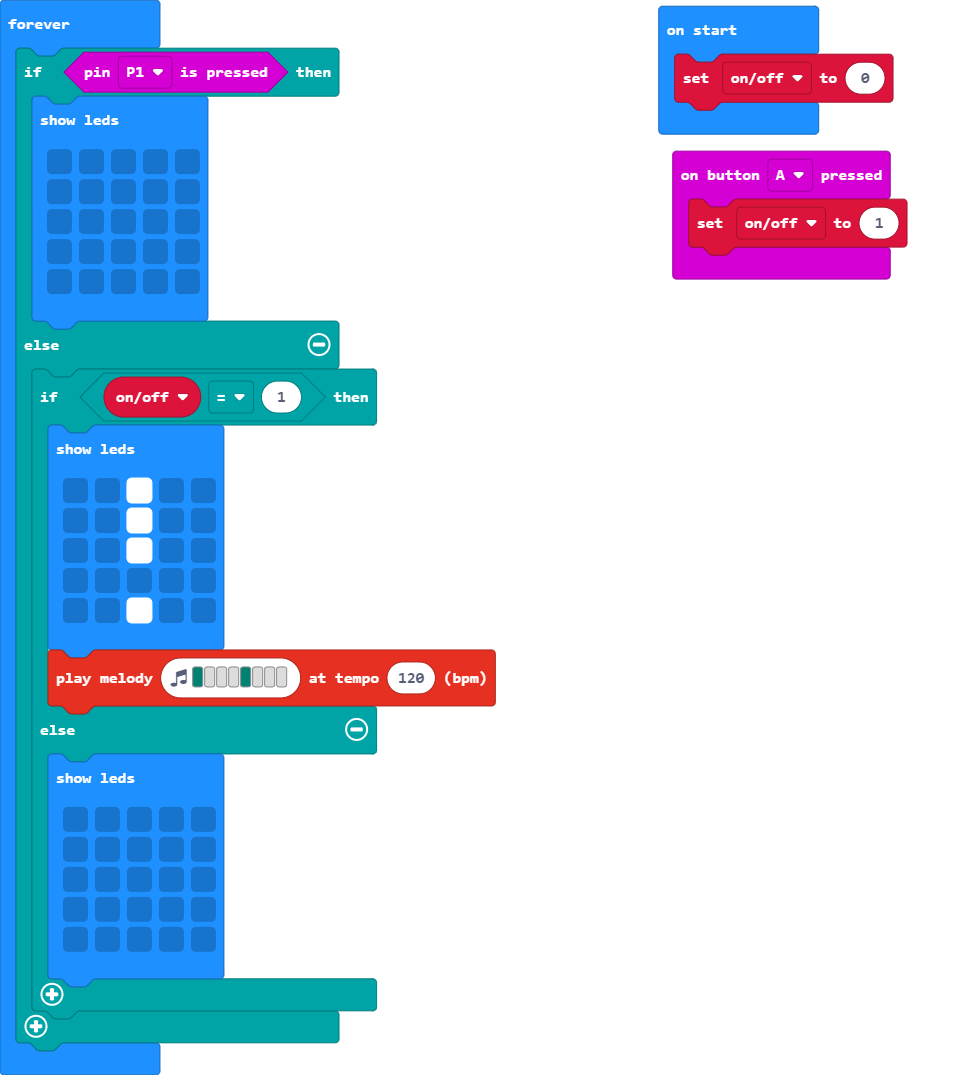 forever
if pin P1 is pressed then
show leds
else
if on/off = 1 then
show leds
play melody at tempo 120 (bpm)
else
show leds
on start
set on/off to 0
on button A pressed
set on/off to 1